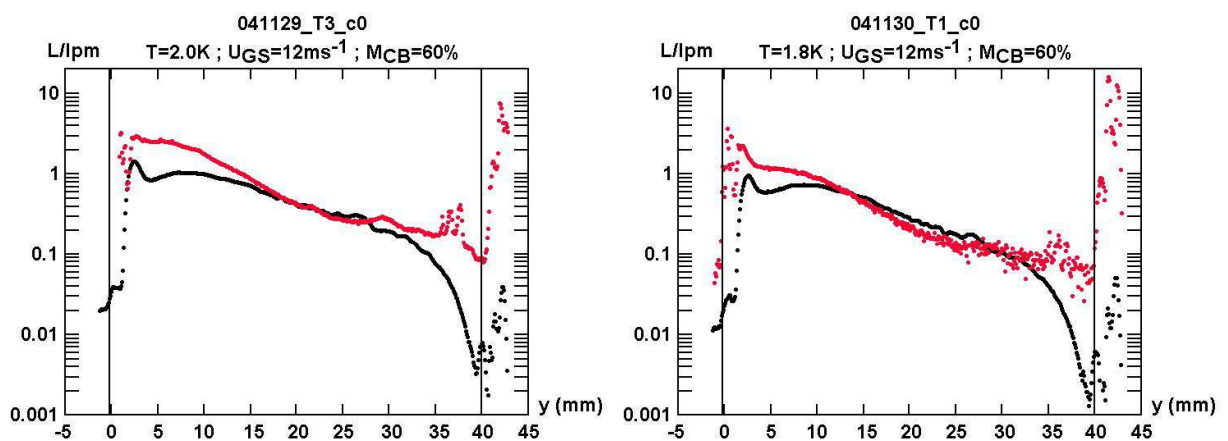 041129_T3_c0
L/lpm T=2.0K ; UGS=12ms⁻¹ ; MCB=60%
10
1
0.1
0.01
0.001
-5 0 5 10 15 20 25 30 35 40 45
y (mm)
041130_T1_c0
L/lpm T=1.8K ; UGS=12ms⁻¹ ; MCB=60%
10
1
0.1
0.01
0.001
-5 0 5 10 15 20 25 30 35 40 45
y (mm)